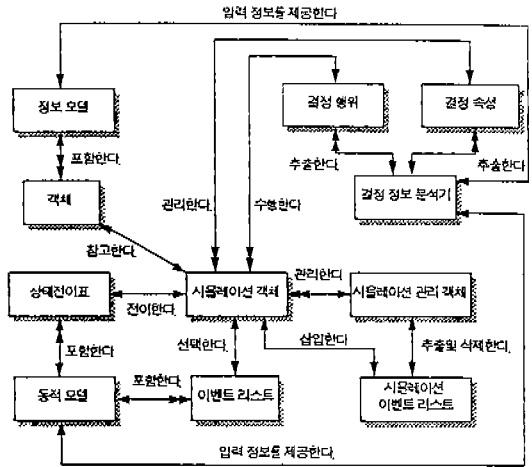 입력 정보를 제공한다.
정보 모델
결정 행위
결정 속성
포함한다.
추출한다.
추출한다.
객체
관리한다.
수행한다.
결정 정보 분석기
참고한다.
상태전이표
전이한다.
시뮬레이션 객체
관리한다.
시뮬레이션 관리 객체
포함한다.
선택한다.
삽입한다.
추출및 삭제한다.
동적 모델
포함한다.
이벤트 리스트
시뮬레이션
이벤트 리스트
입력 정보를 제공한다.